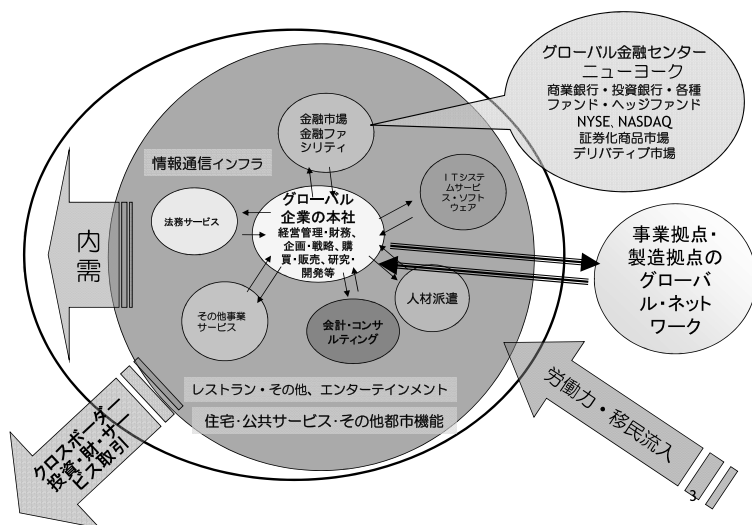 グローバル金融センター
ニューヨーク
商業銀行・投資銀行・各種
ファンド・ヘッジファンド
NYSE、NASDAQ
証券化商品市場
デリバティブ市場
金融市場
金融ファ
シリティ
情報通信インフラ
ITシステ
ムサービ
ス・ソフト
ウェア
法務サービス
グローバル
企業の本社
経営管理・財務、
企画・戦略、購
買・販売、研究・
開発等
内需
事業拠点・
製造拠点の
グローバ
ル・ネット
ワーク
人材派遣
その他事業
サービス
会計・コンサ
ルティング
レストラン・その他、エンターテインメント
住宅・公共サービス・その他都市機能
クロスボーダー
投資・財・サー
ビス取引
労働力・移民流入
3